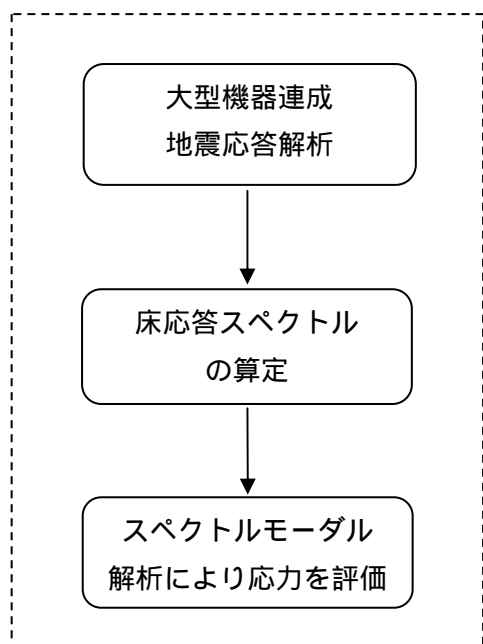 大型機器連成
地震応答解析
床応答スペクトル
の算定
スペクトルモーダル
解析により応力を評価